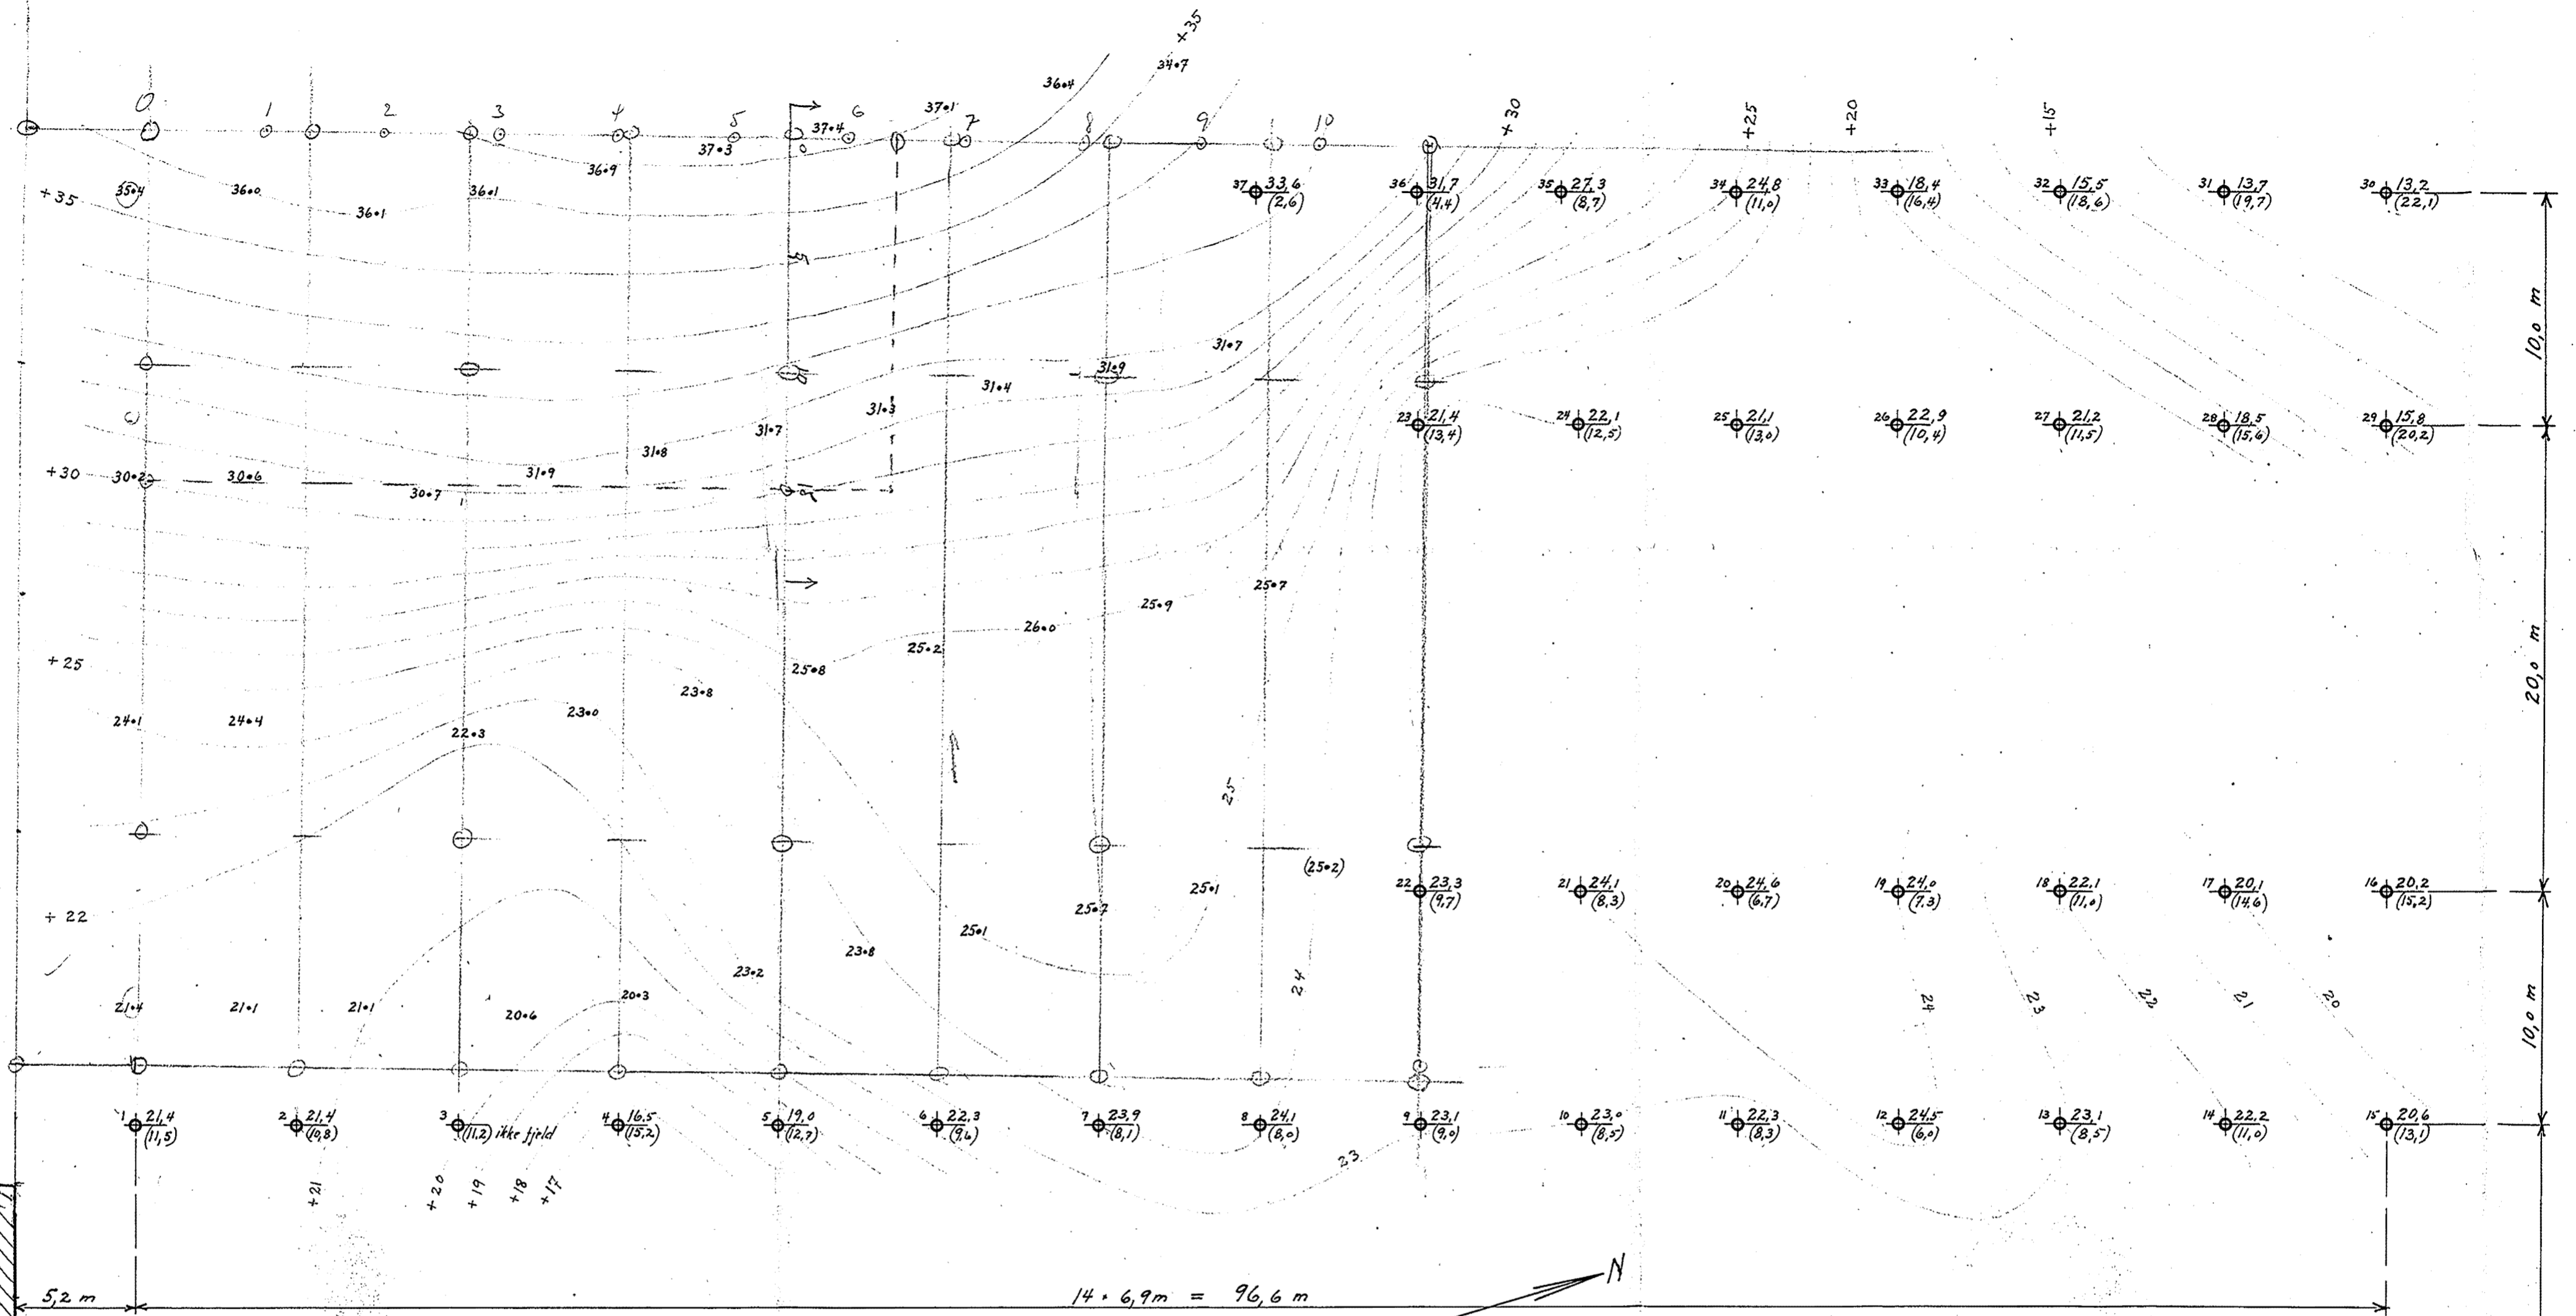 +35
34•7
36•4
37•1
0 1 2 3 4 5 6 7 8 9 10
+30 +25 +20 +15
37•4
37•3
36•9
+35 35•4 36•0 36•1 36•1
37 33,6 (2,6)
36 31,7 (4,4)
35 27,3 (8,7)
34 24,8 (11,0)
33 18,4 (16,4)
32 15,5 (18,6)
31 13,7 (19,7)
30 13,2 (22,1)
10,0 m
31•7
31•9
31•4
31•3
31•7
31•8
31•9
23 21,4 (13,4)
24 22,1 (12,5)
25 21,1 (13,0)
26 22,9 (10,4)
27 21,2 (11,5)
28 18,5 (15,6)
29 15,8 (20,2)
+30 30•2 30•6 30•7
25•7
25•9
26•0
25•2
25•8
+25
23•8
23•0
24•1 24•4 22•3
20,0 m
25
(25•2)
25•1
25•7
22 23,3 (9,7)
21 24,1 (8,3)
20 24,6 (6,7)
19 24,0 (7,3)
18 22,1 (11,0)
17 20,1 (14,6)
16 20,2 (15,2)
+ 22
25•1
23•8
23•2
24
24 23 22 21 20
10,0 m
21•4 21•1 21•1 20•6 20•3
1 21,4 (11,5)
2 21,4 (10,8)
3 (11,2) ikke fjeld
4 16,5 (15,2)
5 19,0 (12,7)
6 22,3 (9,6)
7 23,9 (8,1)
8 24,1 (8,0)
9 23,1 (9,0)
10 23,0 (8,5)
11 22,3 (8,3)
12 24,5 (6,0)
13 23,1 (8,5)
14 22,2 (11,0)
15 20,6 (13,1)
23
+21 +20 +19 +18 +17
N
5,2 m
14 • 6,9m = 96,6 m